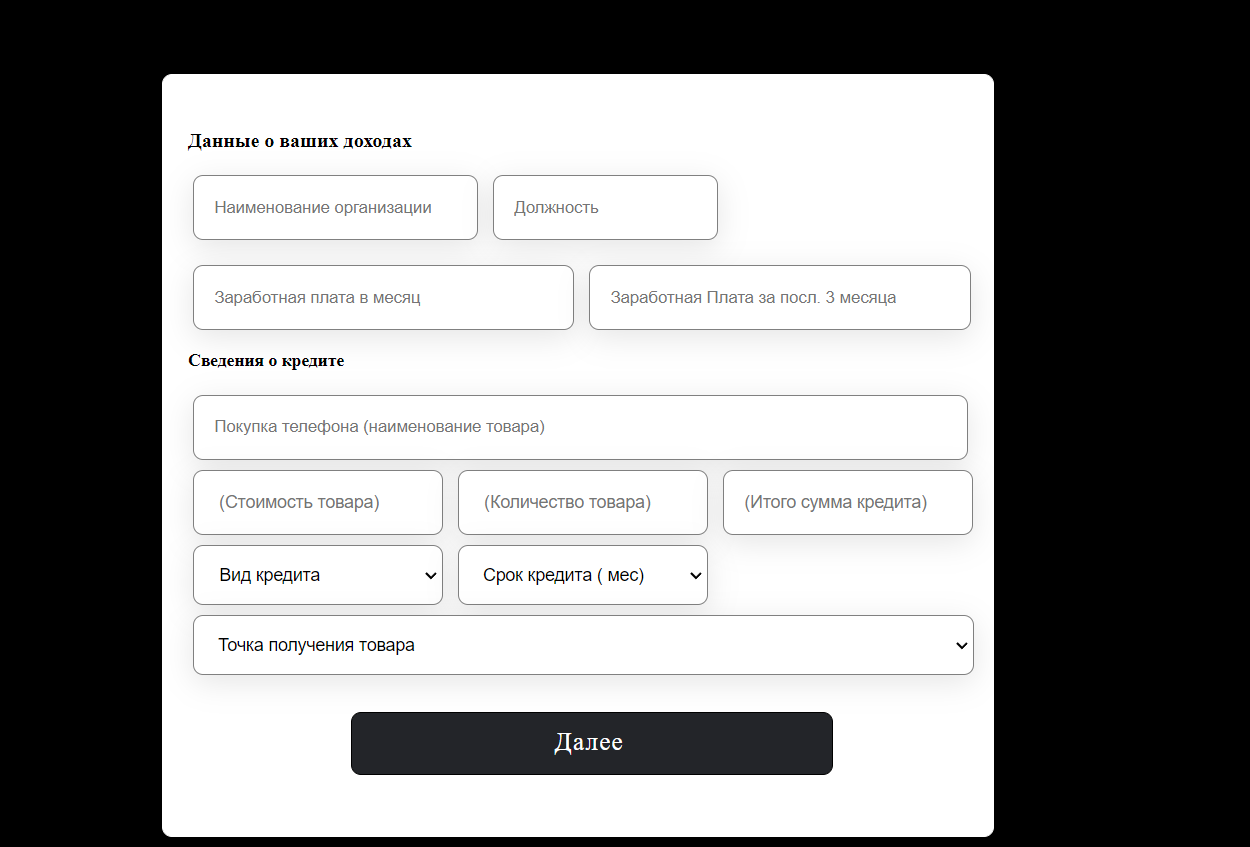 Данные о ваших доходах
Наименование организации
Должность
Заработная плата в месяц
Заработная Плата за посл. 3 месяца
Сведения о кредите
Покупка телефона (наименование товара)
(Стоимость товара)
(Количество товара)
(Итого сумма кредита)
Вид кредита
Срок кредита ( мес)
Точка получения товара
Далее